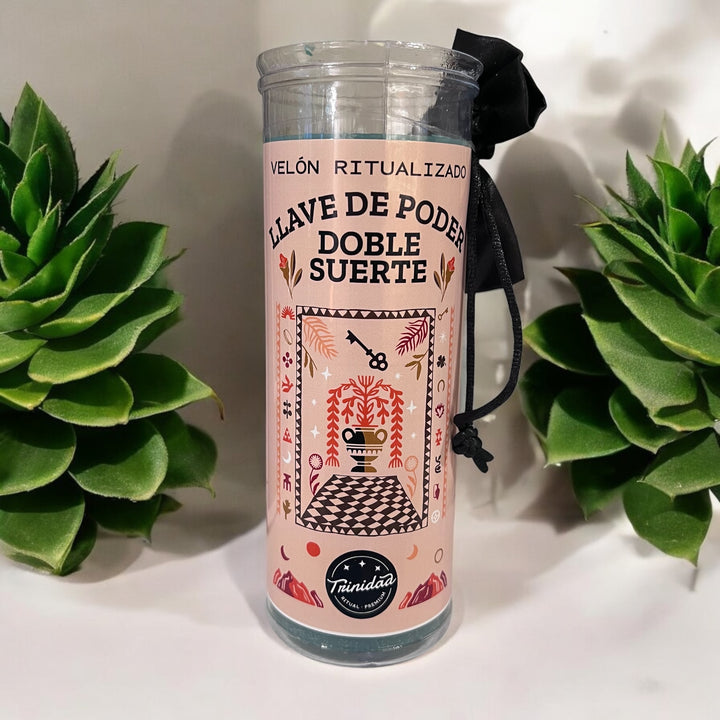 VELÓN RITUALIZADO
LLAVE DE PODER
DOBLE
SUERTE
Trinidad
RITUAL · PREMIUM